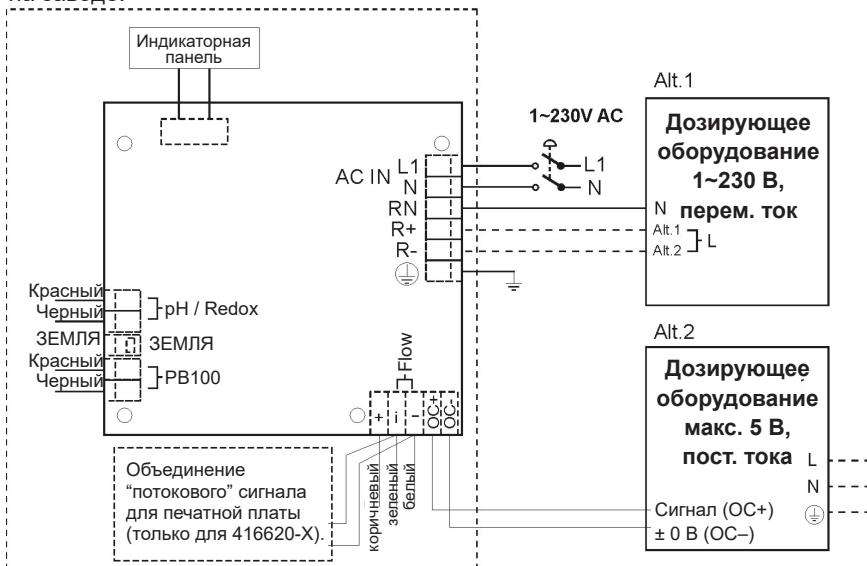 на заводе.
Индикаторная
панель
1~230V AC
AC IN
L1
N
RN
R+
R-
L1
N
Alt.1
Дозирующее
оборудование
1~230 В,
перем. ток
N
Alt.1
Alt.2
L
Красный
Черный
pH / Redox
ЗЕМЛЯ
ЗЕМЛЯ
Красный
Черный
PB100
Flow
+
i
−
OC+
OC-
коричневый
зеленый
белый
Объединение
“потокового” сигнала
для печатной платы
(только для 416620-X).
Alt.2
Дозирующее
оборудование
макс. 5 В,
пост. тока
L
N
Сигнал (OC+)
± 0 В (OC–)